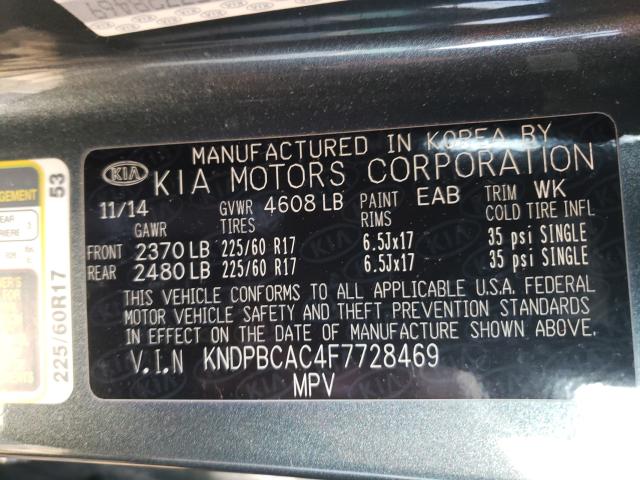 MANUFACTURED IN KOREA BY
KIA KIA MOTORS CORPORATION
11/14 GVWR 4608 LB PAINT EAB TRIM WK
GAWR TIRES RIMS COLD TIRE INFL
FRONT 2370 LB 225/60 R17 6.5Jx17 35 psi SINGLE
REAR 2480 LB 225/60 R17 6.5Jx17 35 psi SINGLE
THIS VEHICLE CONFORMS TO ALL APPLICABLE U.S.A. FEDERAL
MOTOR VEHICLE SAFETY AND THEFT PREVENTION STANDARDS
IN EFFECT ON THE DATE OF MANUFACTURE SHOWN ABOVE.
V.I.N KNDPBCAC4F7728469
MPV
53
225/60R17